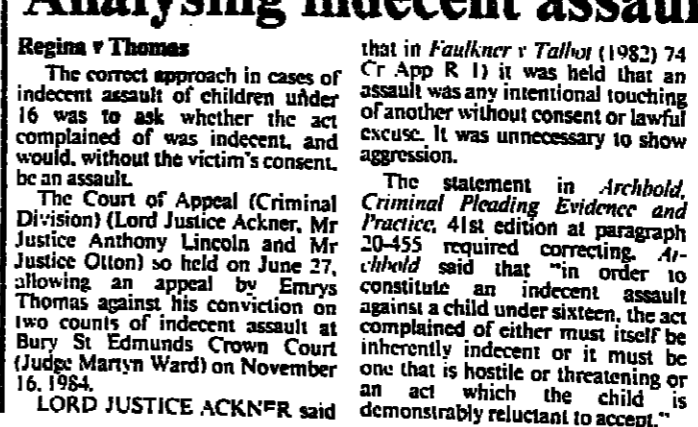 Analysing indecent assaul
Regina v Thomas
The correct approach in cases of
indecent assault of children under
16 was to ask whether the act
complained of was indecent, and
would, without the victim's consent,
be an assault.
The Court of Appeal (Criminal
Division) (Lord Justice Ackner, Mr
Justice Anthony Lincoln and Mr
Justice Otton) so held on June 27,
allowing an appeal by Emrys
Thomas against his conviction on
two counts of indecent assault at
Bury St Edmunds Crown Court
(Judge Martyn Ward) on November
16, 1984.
LORD JUSTICE ACKNER said
that in Faulkner v Talbot (1982) 74
Cr App R 1) it was held that an
assault was any intentional touching
of another without consent or lawful
excuse. It was unnecessary to show
aggression.
The statement in Archbold,
Criminal Pleading Evidence and
Practice, 41st edition at paragraph
20-455 required correcting. Ar-
chbold said that "in order to
constitute an indecent assault
against a child under sixteen, the act
complained of either must itself be
inherently indecent or it must be
one that is hostile or threatening or
an act which the child is
demonstrably reluctant to accept."